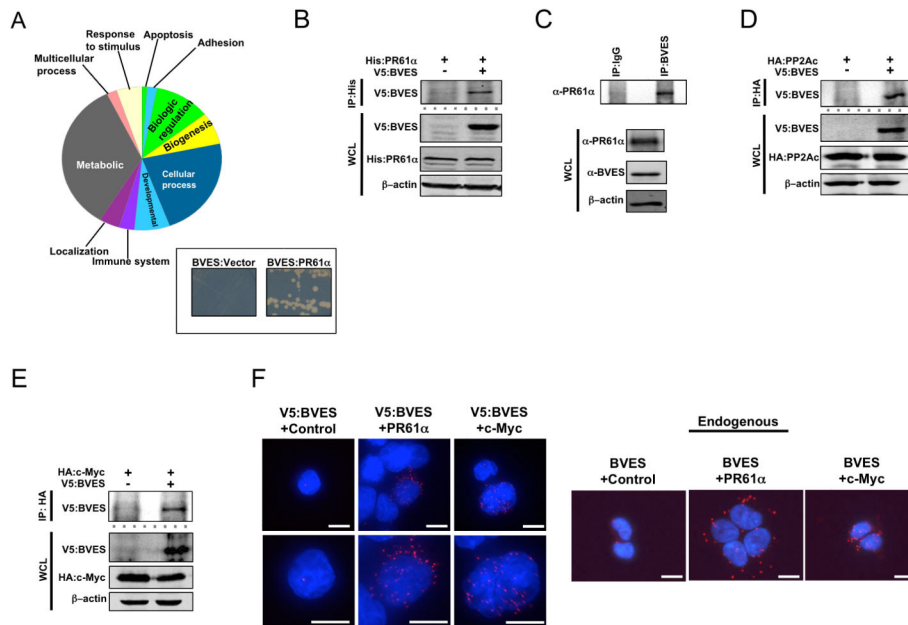 A
Response
to stimulus
Apoptosis
Adhesion
Multicellular
process
Biologic
regulation
Biogenesis
Metabolic
Cellular
process
Developmental
Localization
Immune system
BVES:Vector
BVES:PR61α
B
His:PR61α + +
V5:BVES - +
IP:His
V5:BVES
WCL
V5:BVES
His:PR61α
β-actin
C
IP:IgG
IP:BVES
α-PR61α
WCL
α-PR61α
α-BVES
β-actin
D
HA:PP2Ac + +
V5:BVES - +
IP:HA
V5:BVES
WCL
V5:BVES
HA:PP2Ac
β-actin
E
HA:c-Myc + +
V5:BVES - +
IP: HA
V5:BVES
WCL
V5:BVES
HA:c-Myc
β-actin
F
V5:BVES
+Control
V5:BVES
+PR61α
V5:BVES
+c-Myc
Endogenous
BVES
+Control
BVES
+PR61α
BVES
+c-Myc